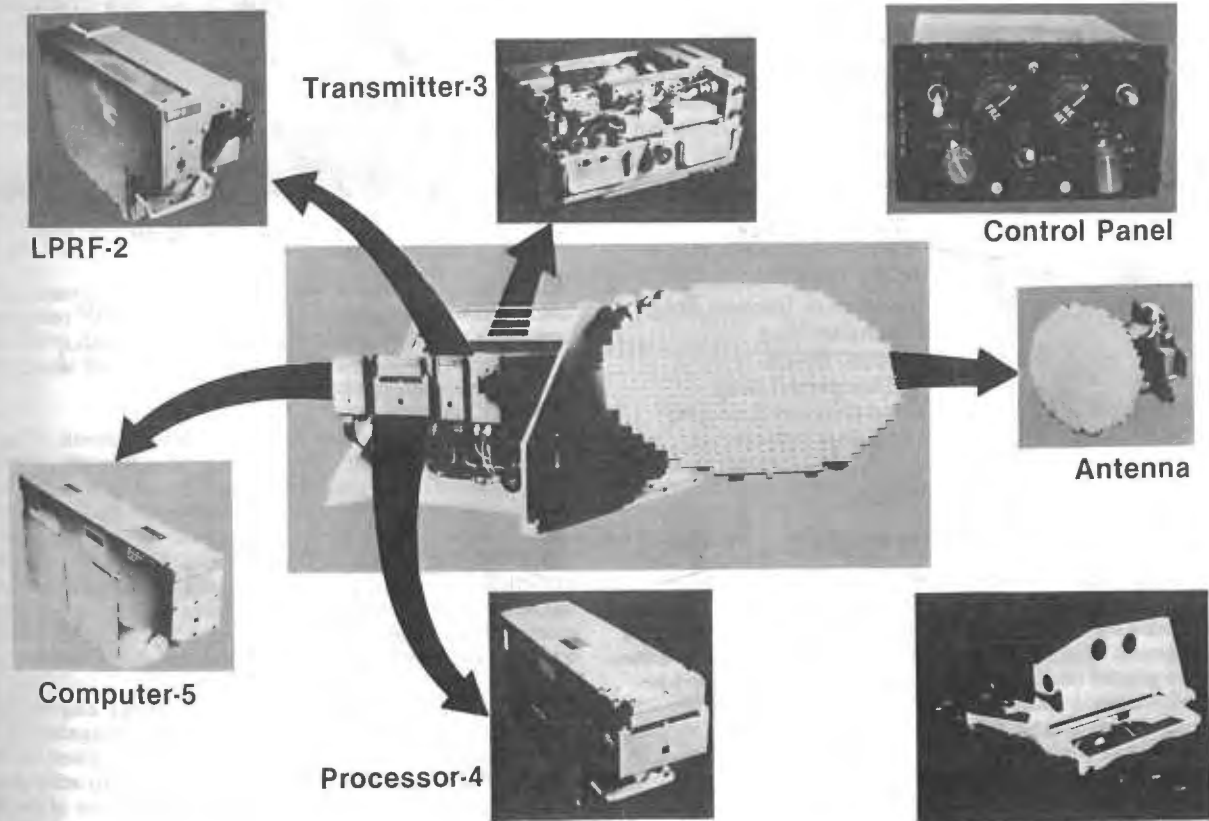 Transmitter-3
LPRF-2
Control Panel
Antenna
Computer-5
Processor-4